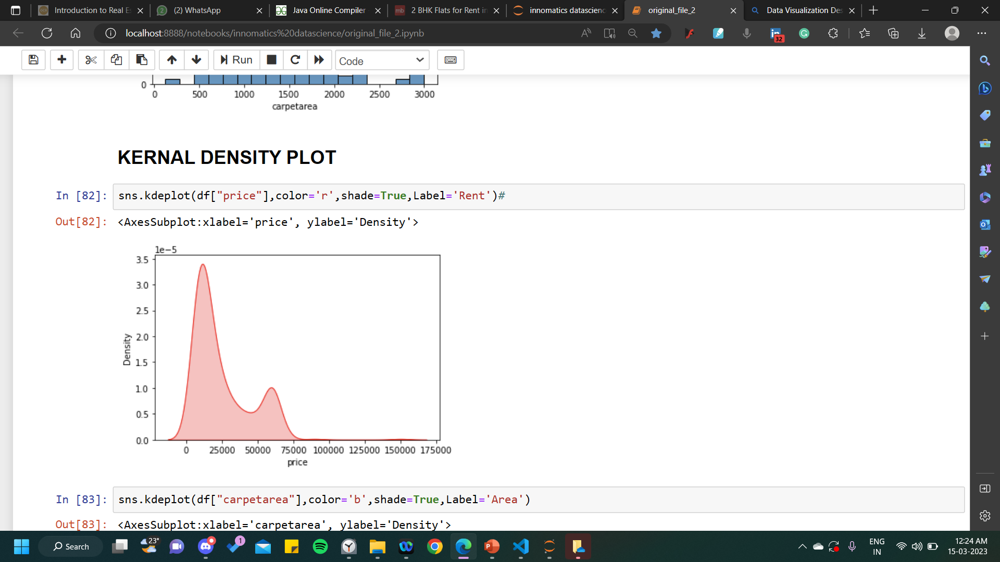 Introduction to Real Es
(2) WhatsApp
Java Online Compiler -
mb
2 BHK Flats for Rent in
innomatics datascienc
original_file_2
Data Visualization Des
localhost:8888/notebooks/innomatics%20datascience/original_file_2.ipynb
32
Run
Code
0
0 500 1000 1500 2000 2500 3000
carpetarea
KERNAL DENSITY PLOT
In [82]: sns.kdeplot(df["price"],color='r',shade=True,Label='Rent')#
Out[82]: <AxesSubplot:xlabel='price', ylabel='Density'>
1e−5
3.5
3.0
2.5
2.0
Density
1.5
1.0
0.5
0.0
0 25000 50000 75000 100000 125000 150000 175000
price
In [83]: sns.kdeplot(df["carpetarea"],color='b',shade=True,Label='Area')
Out[83]: <AxesSubplot:xlabel='carpetarea', ylabel='Density'>
Search
23°
1
ENG
IN
12:24 AM
15-03-2023